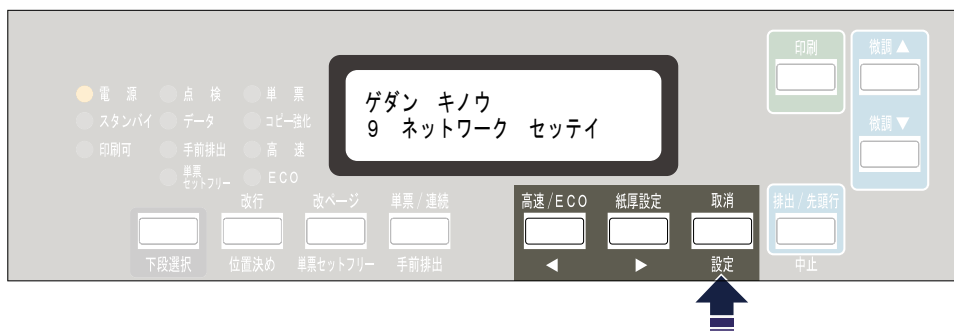 ゲダン キノウ
9 ネットワーク セッテイ
印刷
微調▲
微調▼
電源
点検
単票
スタンバイ
データ
コピー強化
印刷可
手前排出
高速
単票セットフリー
ECO
改行
改ページ
単票/連続
高速/ECO
紙厚設定
取消
排出/先頭行
下段選択
位置決め
単票セットフリー
手前排出
◀
▶
設定
中止